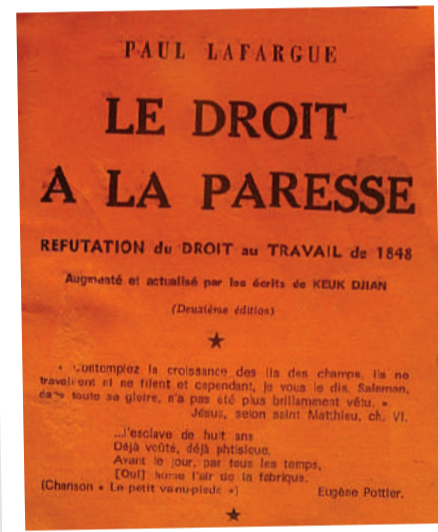 PAUL LAFARGUE
LE DROIT
A LA PARESSE
REFUTATION du DROIT au TRAVAIL de 1848
Augmenté et actualisé par les écrits de KEUK DJIAN
(Deuxième édition)
« Contemplez la croissance des lis des champs, ils ne
travaillent ni ne filent et cependant, je vous le dis, Salomon,
dans toute sa gloire, n'a pas été plus brillamment vêtu. »
Jésus, selon saint Matthieu, ch. VI.
...l'esclave de huit ans
Déjà voûté, déjà phtisique,
Avant le jour, par tous les temps,
[Oui] hume l'air de la fabrique.
(Chanson « Le petit va-nu-pieds »)
Eugène Pottier.